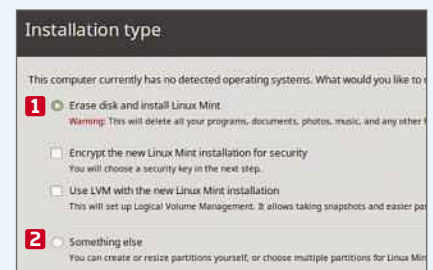 Installation type
This computer currently has no detected operating systems. What would you like to
1 Erase disk and install Linux Mint
Warning: This will delete all your programs, documents, photos, music, and any other
Encrypt the new Linux Mint installation for security
You will choose a security key in the next step.
Use LVM with the new Linux Mint installation
This will set up Logical Volume Management. It allows taking snapshots and easier
2 Something else
You can create or resize partitions yourself, or choose multiple partitions for Linux